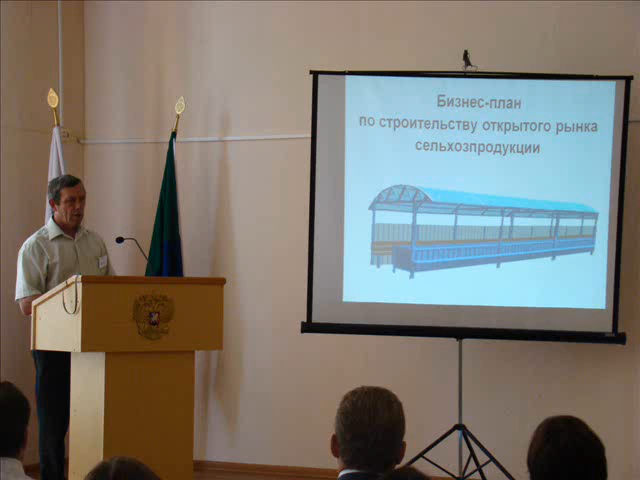 Бизнес-план
по строительству открытого рынка
сельхозпродукции